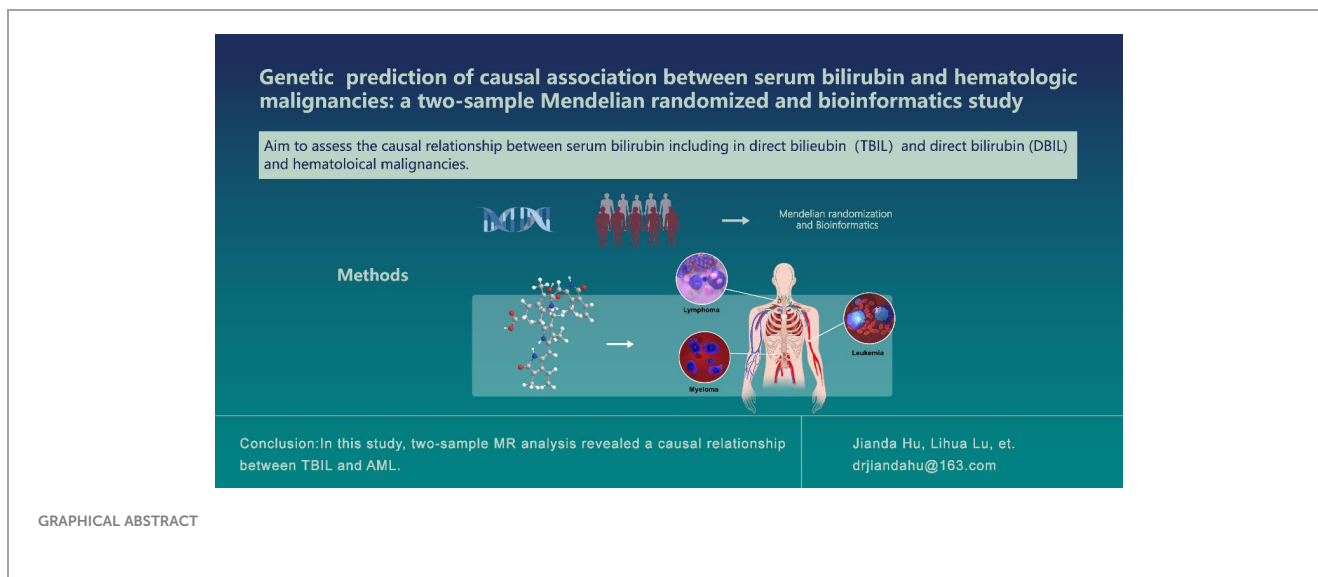 Genetic prediction of causal association between serum bilirubin and hematologic
malignancies: a two-sample Mendelian randomized and bioinformatics study
Aim to assess the causal relationship between serum bilirubin including in direct bilieubin （TBIL） and direct bilirubin (DBIL)
and hematoloical malignancies.
Mendelian randomization
and Bioinformatics
Methods
Lymphoma
Leukemia
Myeloma
Conclusion:In this study, two-sample MR analysis revealed a causal relationship
between TBIL and AML.
Jianda Hu, Lihua Lu, et.
drjiandahu@163.com
GRAPHICAL ABSTRACT